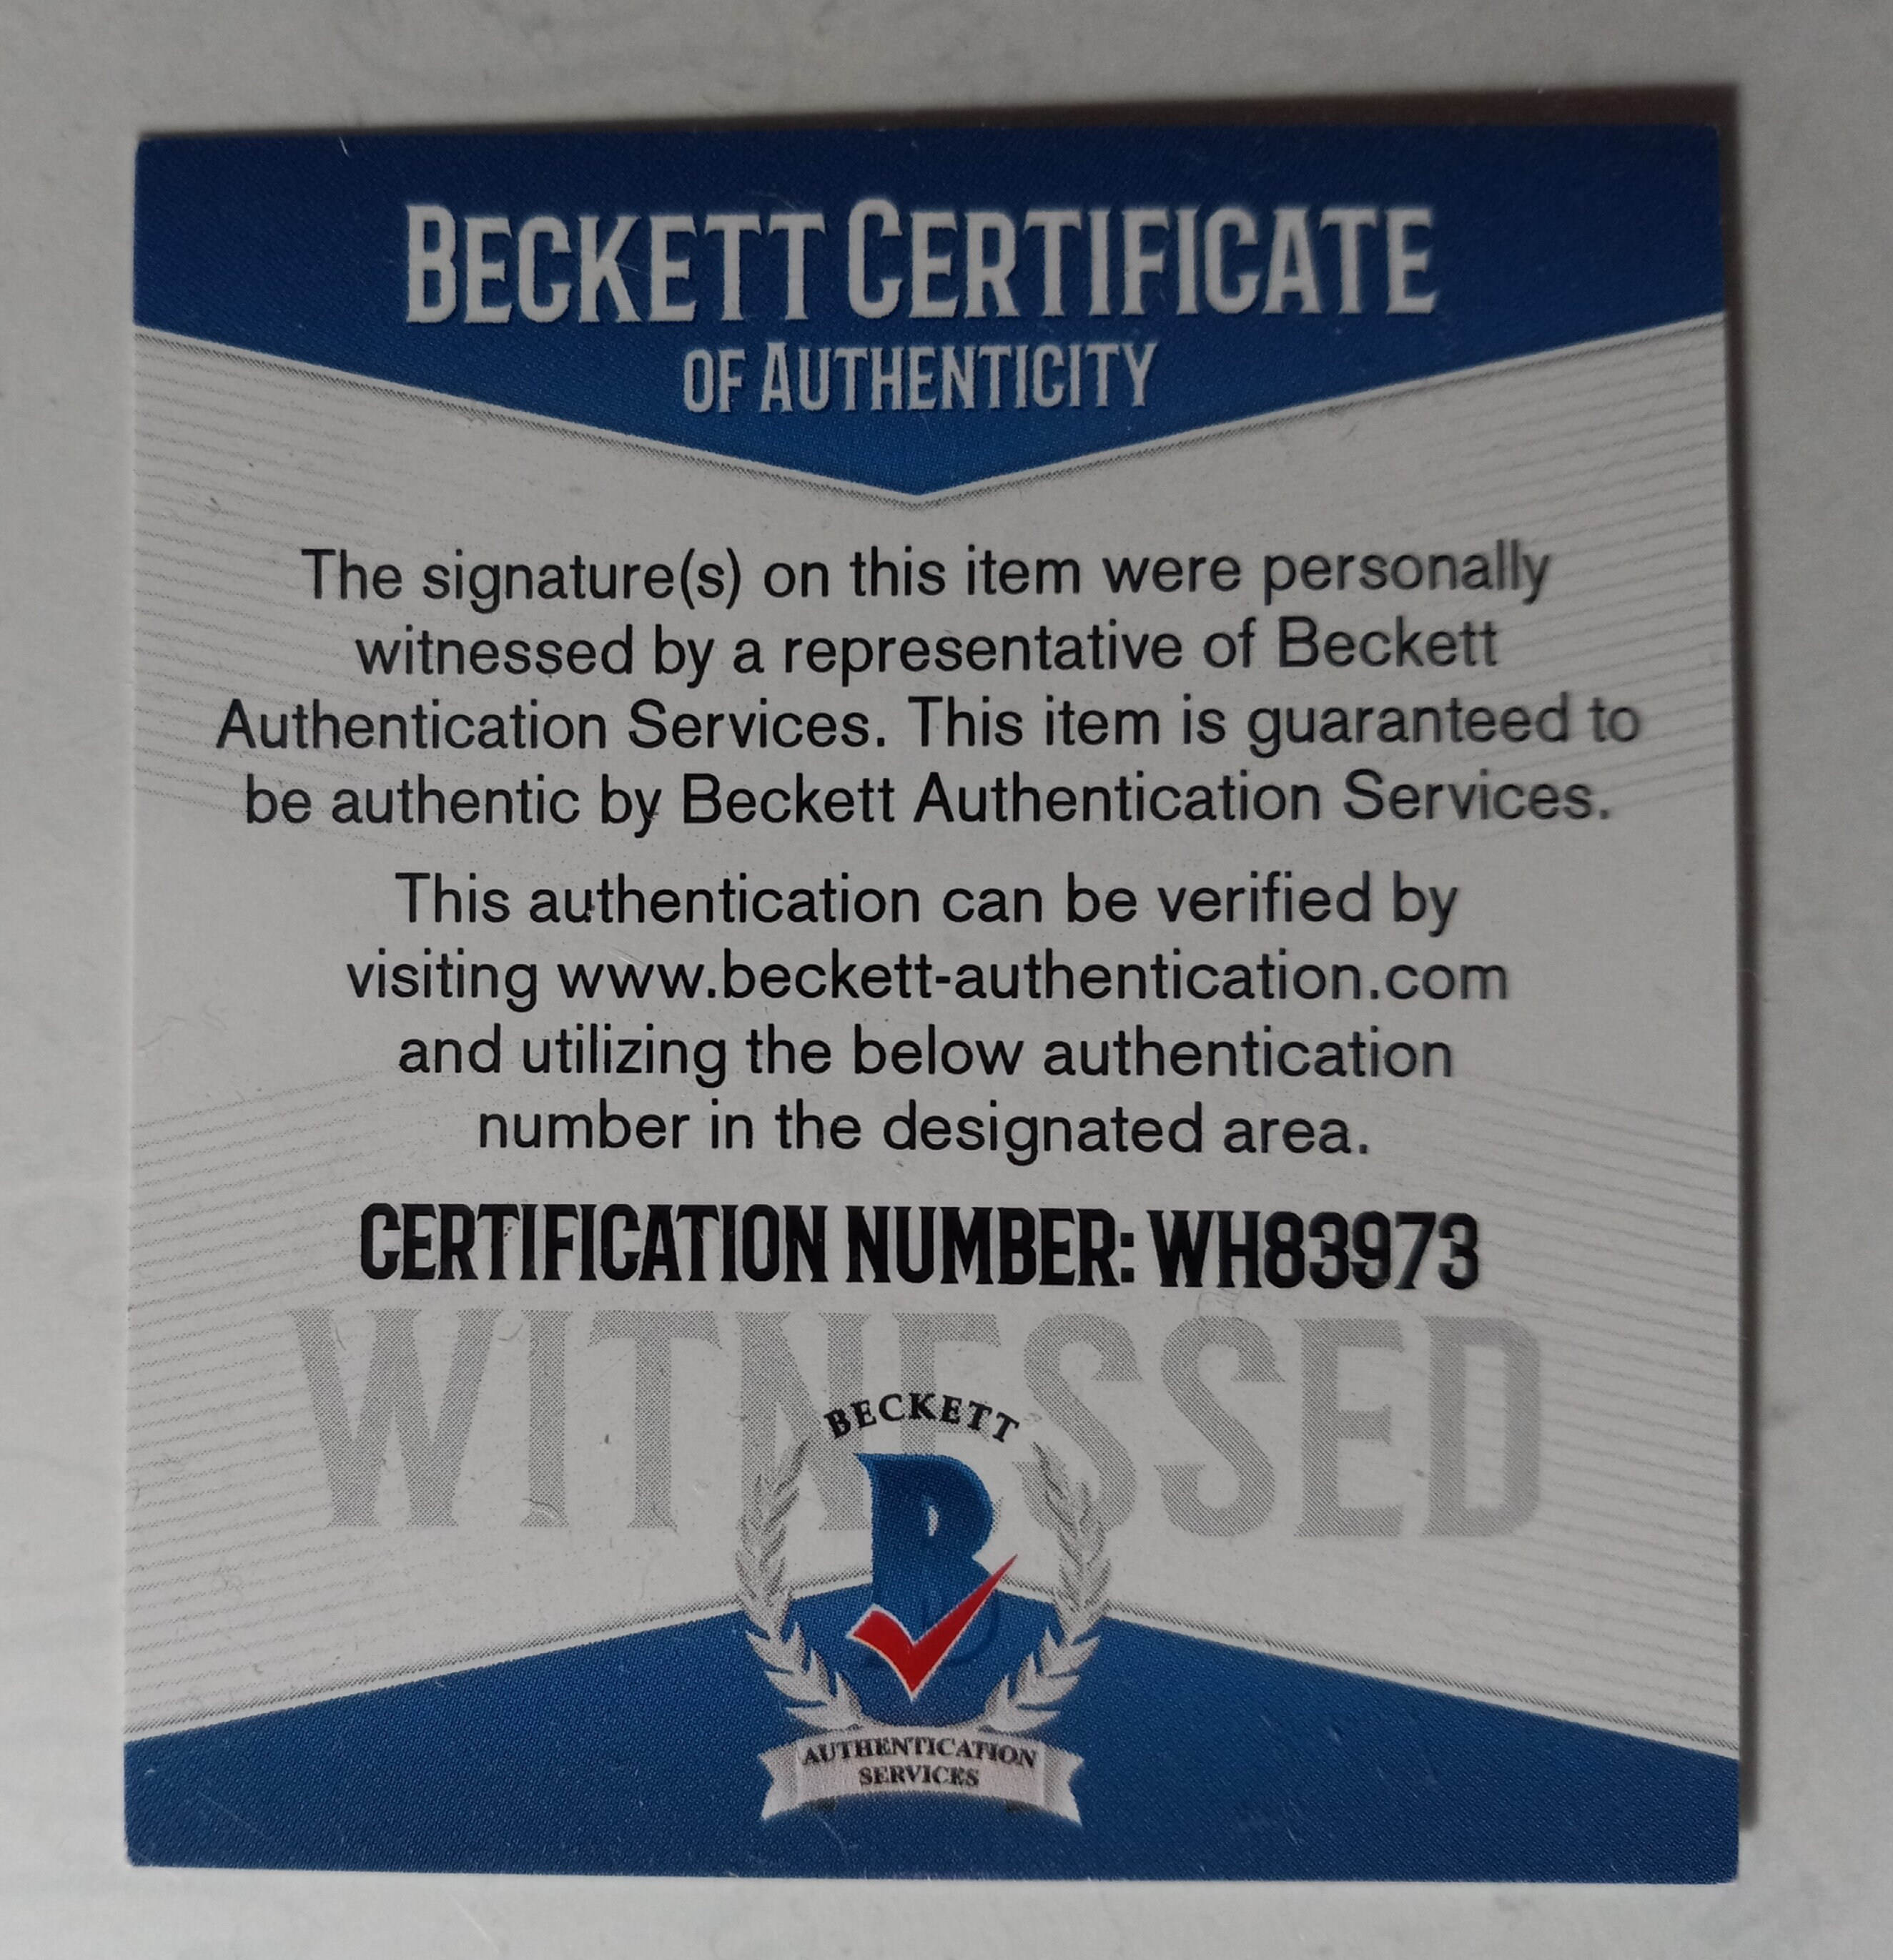 BECKETT CERTIFICATE
OF AUTHENTICITY
The signature(s) on this item were personally
witnessed by a representative of Beckett
Authentication Services. This item is guaranteed to
be authentic by Beckett Authentication Services.
This authentication can be verified by
visiting www.beckett-authentication.com
and utilizing the below authentication
number in the designated area.
CERTIFICATION NUMBER: WH83973
WITNESSED
BECKETT
B
AUTHENTICATION
SERVICES